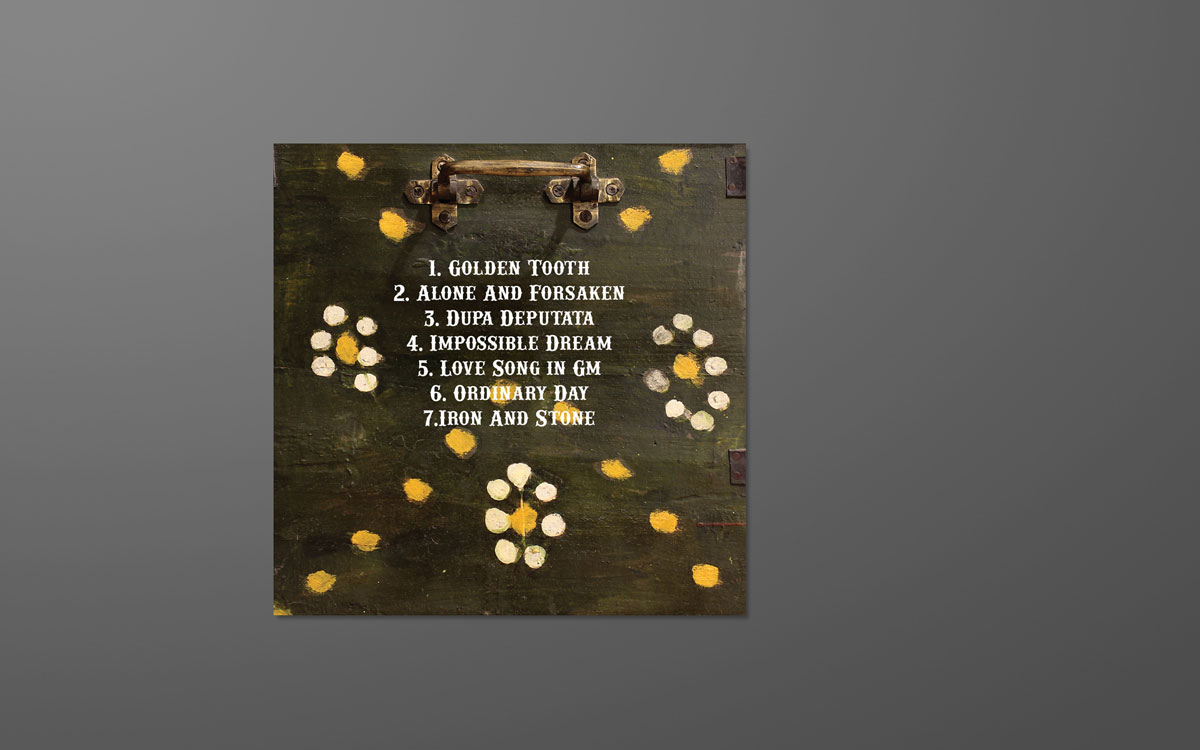 1. Golden Tooth
2. Alone And Forsaken
3. Dupa Deputata
4. Impossible Dream
5. Love Song in Gm
6. Ordinary Day
7.Iron And Stone